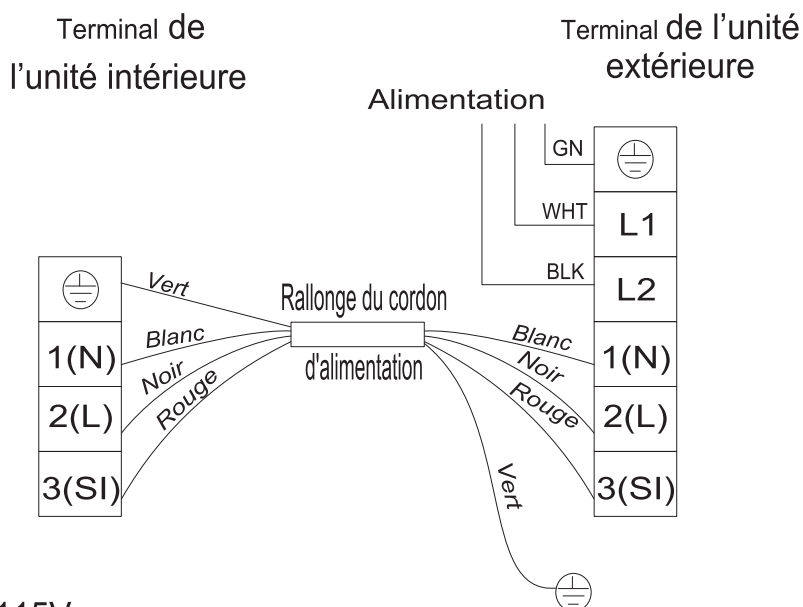 Terminal de
l'unité intérieure
Terminal de l'unité
extérieure
Alimentation
GN
WHT
L1
BLK
L2
Vert
Rallonge du cordon
d'alimentation
1(N)
Blanc
2(L)
Noir
3(SI)
Rouge
Blanc
1(N)
Noir
2(L)
Rouge
3(SI)
Vert